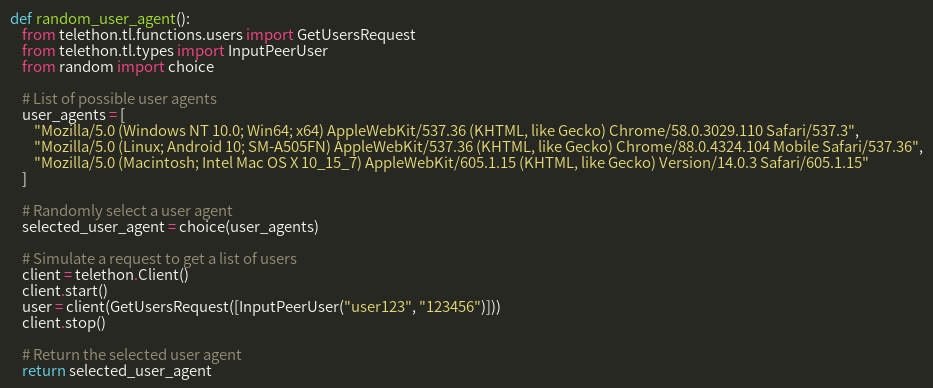 def random_user_agent():
from telethon.tl.functions.users import GetUsersRequest
from telethon.tl.types import InputPeerUser
from random import choice
# List of possible user agents
user_agents = [
"Mozilla/5.0 (Windows NT 10.0; Win64; x64) AppleWebKit/537.36 (KHTML, like Gecko) Chrome/58.0.3029.110 Safari/537.3",
"Mozilla/5.0 (Linux; Android 10; SM-A505FN) AppleWebKit/537.36 (KHTML, like Gecko) Chrome/88.0.4324.104 Mobile Safari/537.36",
"Mozilla/5.0 (Macintosh; Intel Mac OS X 10_15_7) AppleWebKit/605.1.15 (KHTML, like Gecko) Version/14.0.3 Safari/605.1.15"
]
# Randomly select a user agent
selected_user_agent = choice(user_agents)
# Simulate a request to get a list of users
client = telethon.Client()
client.start()
user = client(GetUsersRequest([InputPeerUser("user123", "123456")]))
client.stop()
# Return the selected user agent
return selected_user_agent